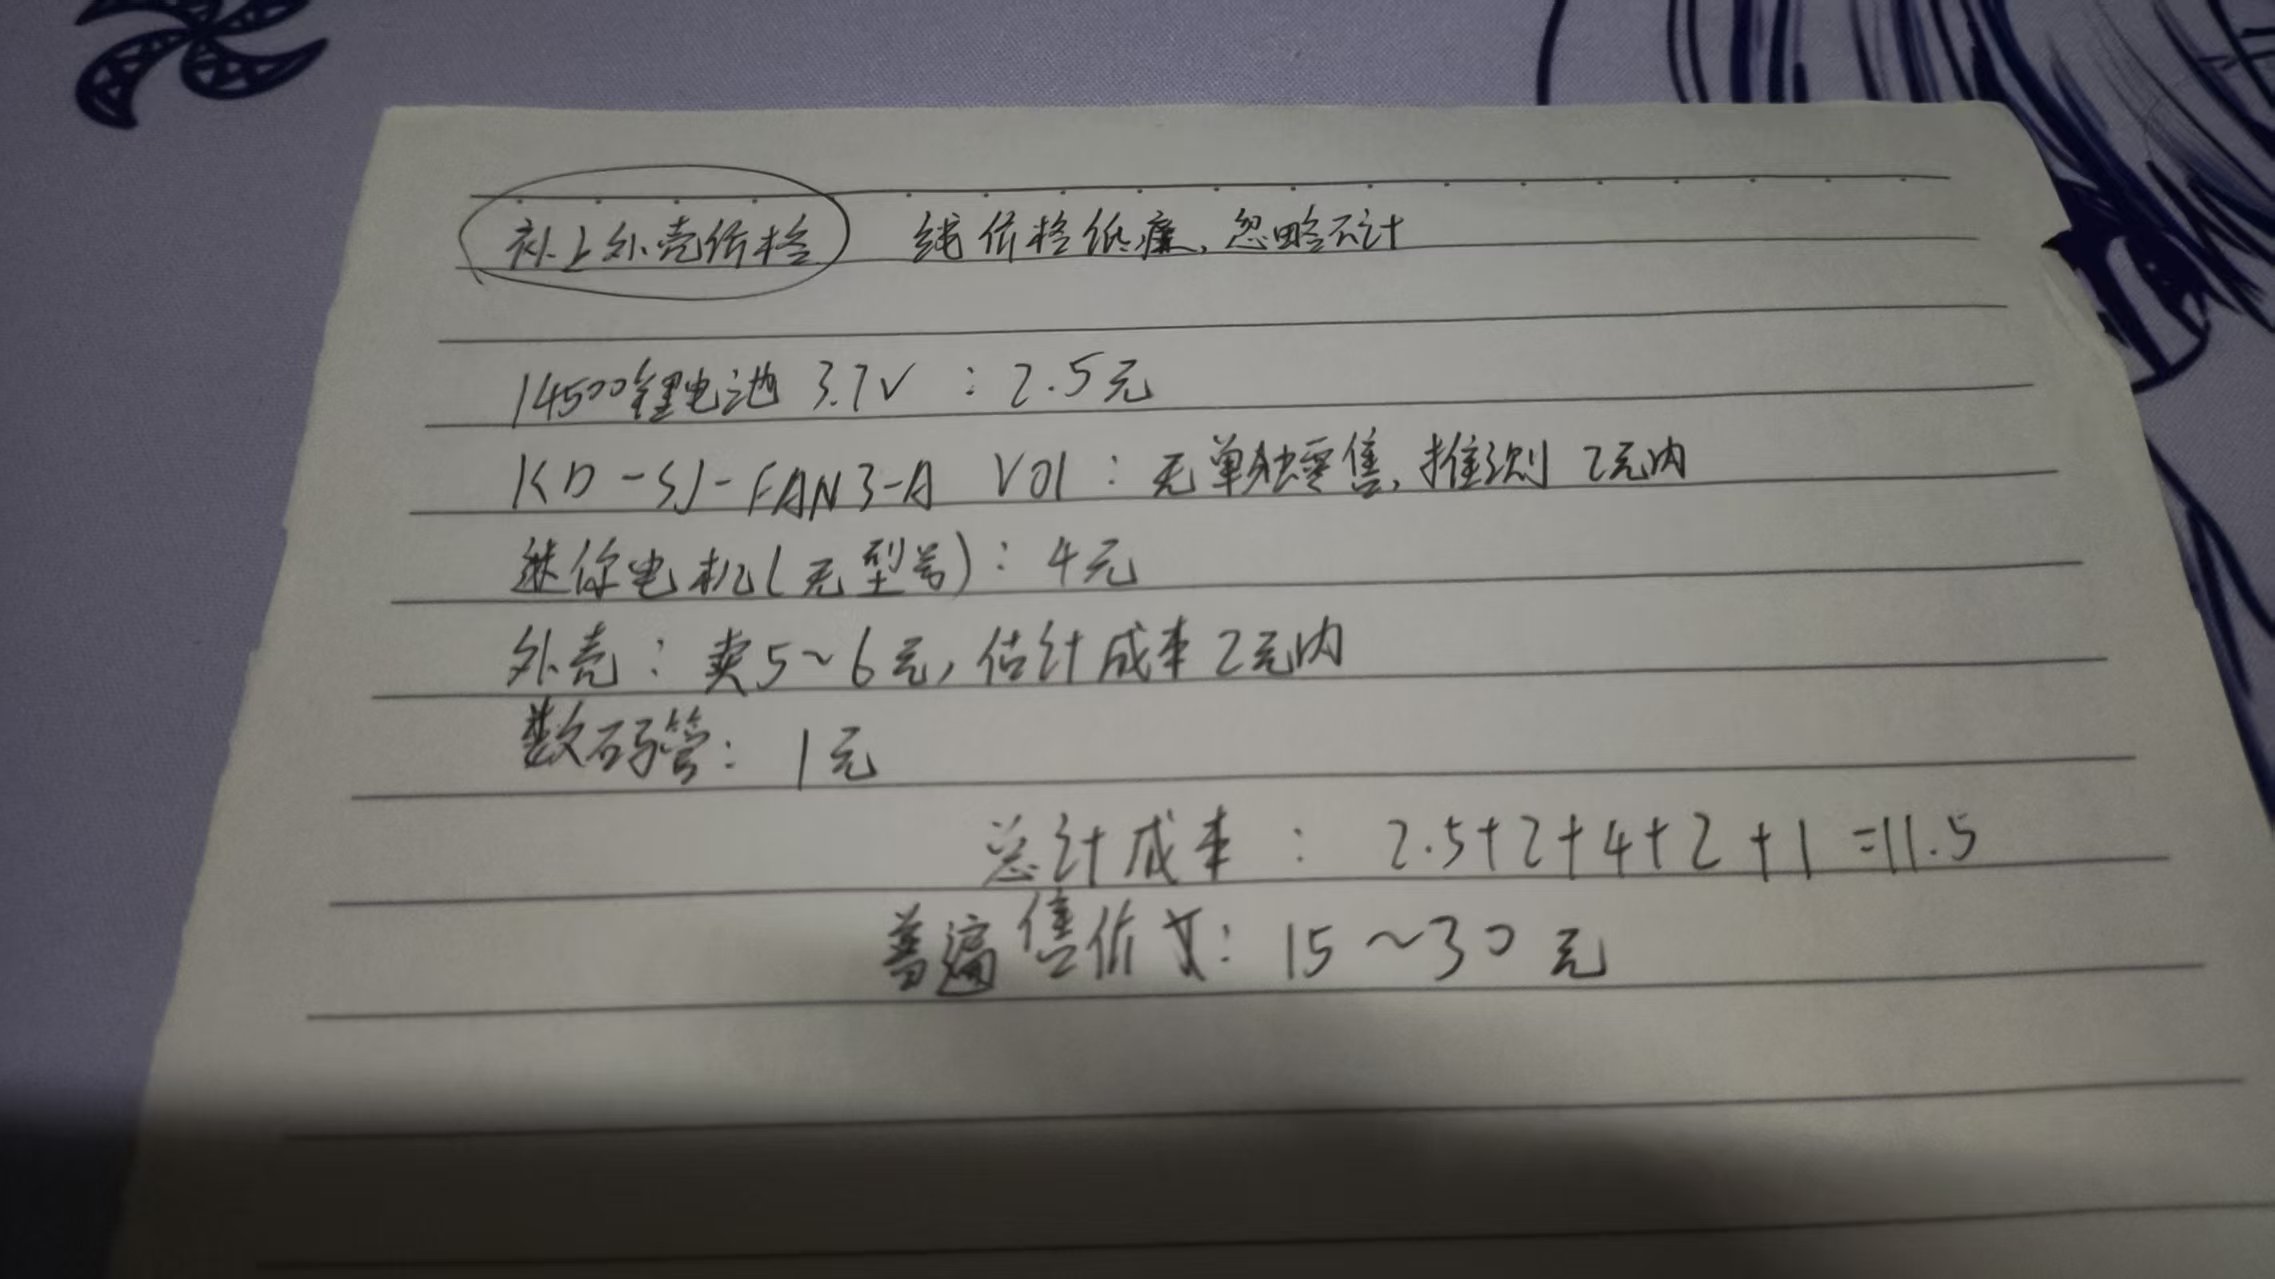 补上外壳价格 线价格低廉,忽略不计
14500锂电池 3.7V : 2.5元
KD-SJ-FAN3-A V01 : 无单独零售,推测 2元内
迷你电机(无型号): 4元
外壳: 卖5~6元,估计成本2元内
数码管: 1元
总计成本 : 2.5+2+4+2+1=11.5
普遍售价为: 15~30元